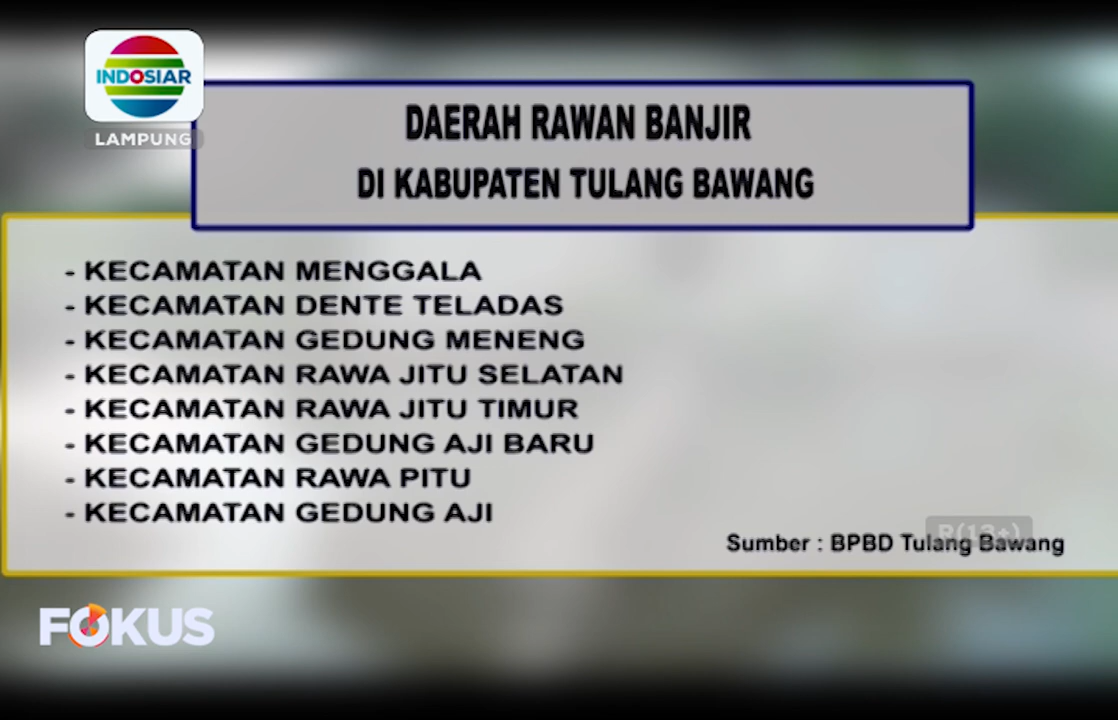 INDOSIAR
LAMPUNG
DAERAH RAWAN BANJIR
DI KABUPATEN TULANG BAWANG
- KECAMATAN MENGGALA
- KECAMATAN DENTE TELADAS
- KECAMATAN GEDUNG MENENG
- KECAMATAN RAWA JITU SELATAN
- KECAMATAN RAWA JITU TIMUR
- KECAMATAN GEDUNG AJI BARU
- KECAMATAN RAWA PITU
- KECAMATAN GEDUNG AJI
R(13+)
Sumber : BPBD Tulang Bawang
FOKUS